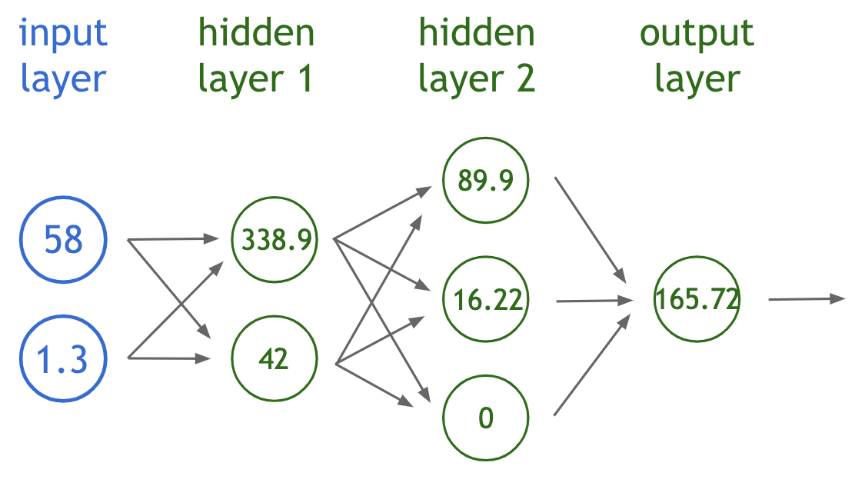 input
layer
hidden
layer 1
hidden
layer 2
output
layer
58
1.3
338.9
42
89.9
16.22
0
165.72